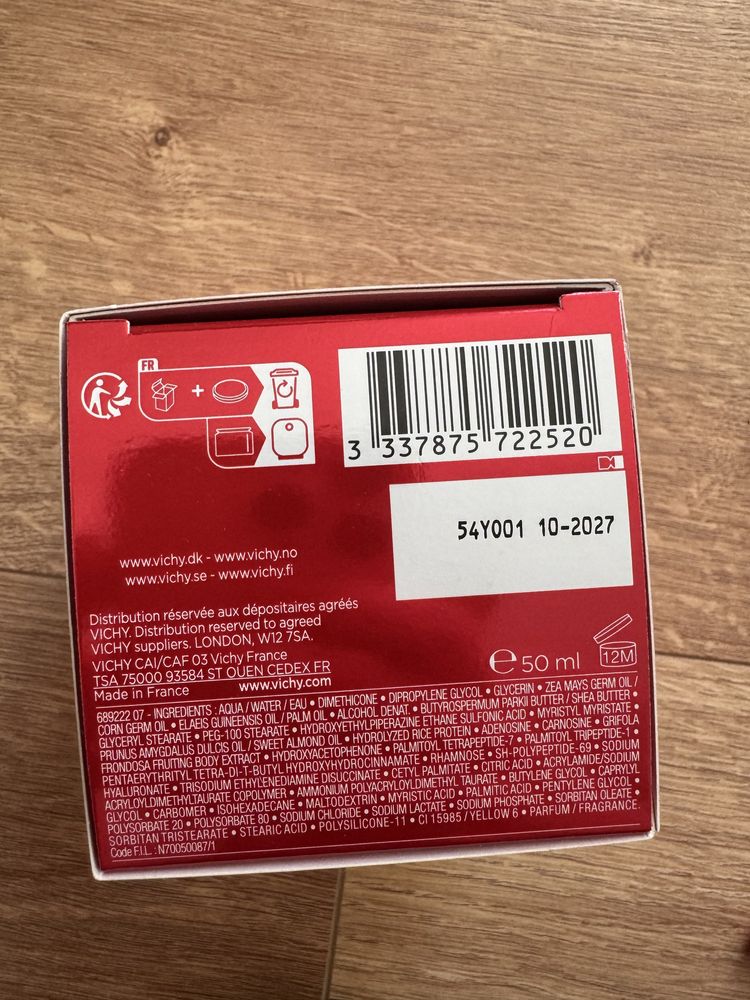 FR
3 337875 722520
54Y001 10-2027
www.vichy.dk - www.vichy.no
www.vichy.se - www.vichy.fi
Distribution réservée aux dépositaires agréés
VICHY. Distribution reserved to agreed
VICHY suppliers. LONDON, W12 7SA.
VICHY CAI/CAF 03 Vichy France
TSA 75000 93584 ST OUEN CEDEX FR
Made in France www.vichy.com
e 50 ml
12M
689222 07 - INGREDIENTS : AQUA / WATER / EAU • DIMETHICONE • DIPROPYLENE GLYCOL • GLYCERIN • ZEA MAYS GERM OIL /
CORN GERM OIL • ELAEIS GUINEENSIS OIL / PALM OIL • ALCOHOL DENAT. • BUTYROSPERMUM PARKII BUTTER / SHEA BUTTER •
GLYCERYL STEARATE • PEG-100 STEARATE • HYDROXYETHYLPIPERAZINE ETHANE SULFONIC ACID • MYRISTYL MYRISTATE •
PRUNUS AMYGDALUS DULCIS OIL / SWEET ALMOND OIL • HYDROLYZED RICE PROTEIN • ADENOSINE • CARNOSINE • GRIFOLA
FRONDOSA FRUITING BODY EXTRACT • HYDROXYACETOPHENONE • PALMITOYL TETRAPEPTIDE-7 • PALMITOYL TRIPEPTIDE-1 •
PENTAERYTHRITYL TETRA-DI-T-BUTYL HYDROXYHYDROCINNAMATE • RHAMNOSE • SH-POLYPEPTIDE-69 • SODIUM
HYALURONATE • TRISODIUM ETHYLENEDIAMINE DISUCCINATE • CETYL PALMITATE • CITRIC ACID • ACRYLAMIDE/SODIUM
ACRYLOYLDIMETHYLTAURATE COPOLYMER • AMMONIUM POLYACRYLOYLDIMETHYL TAURATE • BUTYLENE GLYCOL • CAPRYLYL
GLYCOL • CARBOMER • ISOHEXADECANE • MALTODEXTRIN • MYRISTIC ACID • PALMITIC ACID • PENTYLENE GLYCOL •
POLYSORBATE 20 • POLYSORBATE 80 • SODIUM CHLORIDE • SODIUM LACTATE • SODIUM PHOSPHATE • SORBITAN OLEATE •
SORBITAN TRISTEARATE • STEARIC ACID • POLYSILICONE-11 • CI 15985 / YELLOW 6 • PARFUM / FRAGRANCE.
Code F.I.L. : N70050087/1